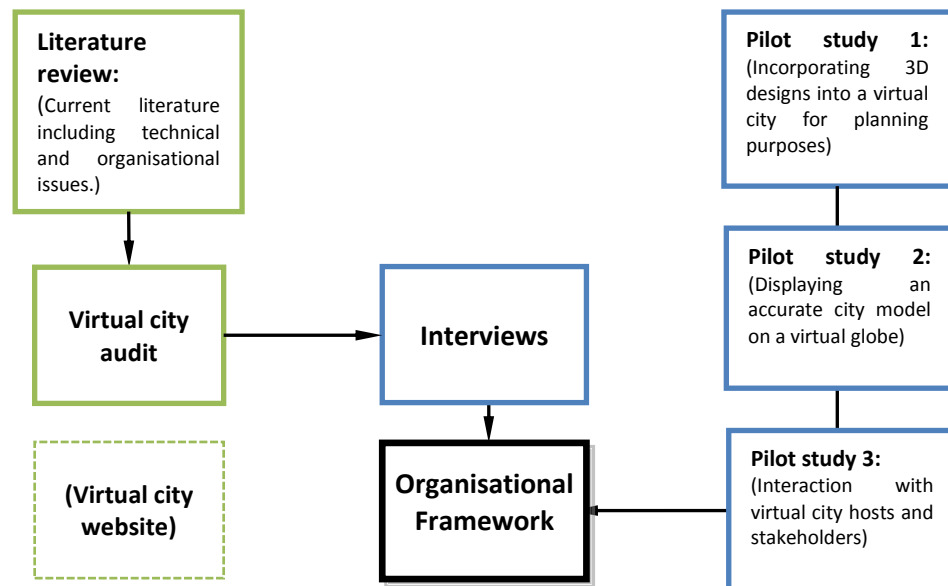 Literature
review:
(Current literature
including technical
and organisational
issues.)
Virtual city
audit
(Virtual city
website)
Interviews
Organisational
Framework
Pilot study 1:
(Incorporating 3D
designs into a virtual
city for planning
purposes)
Pilot study 2:
(Displaying an
accurate city model
on a virtual globe)
Pilot study 3:
(Interaction with
virtual city hosts and
stakeholders)